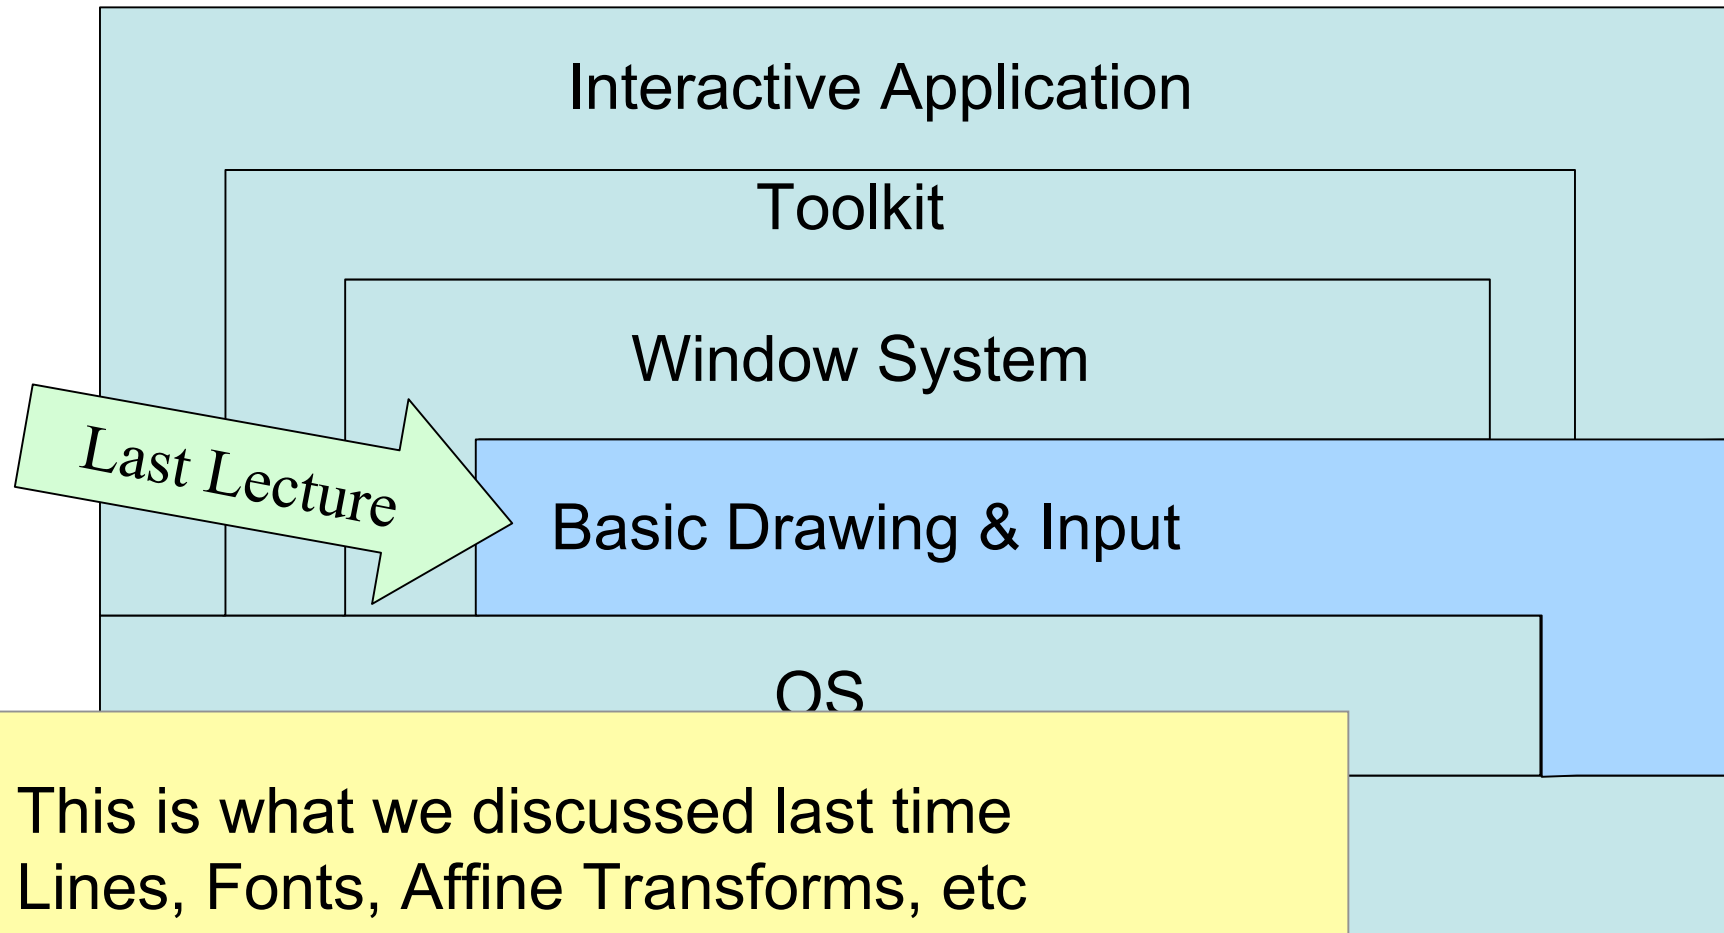 Interactive Application
Toolkit
Window System
Last Lecture
Basic Drawing & Input
OS
This is what we discussed last time
Lines, Fonts, Affine Transforms, etc